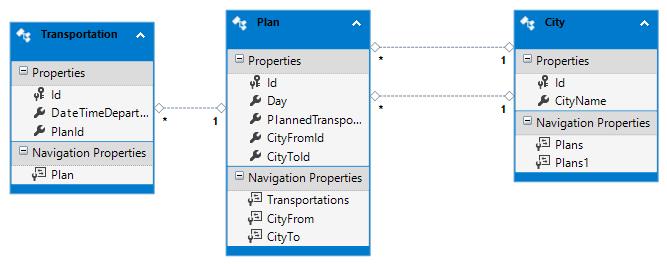 Transportation
Properties
Id
DateTimeDepart...
PlanId
Navigation Properties
Plan
*
1
Plan
Properties
Id
Day
PlannedTranspo...
CityFromId
CityToId
Navigation Properties
Transportations
CityFrom
CityTo
*
1
*
1
City
Properties
Id
CityName
Navigation Properties
Plans
Plans1